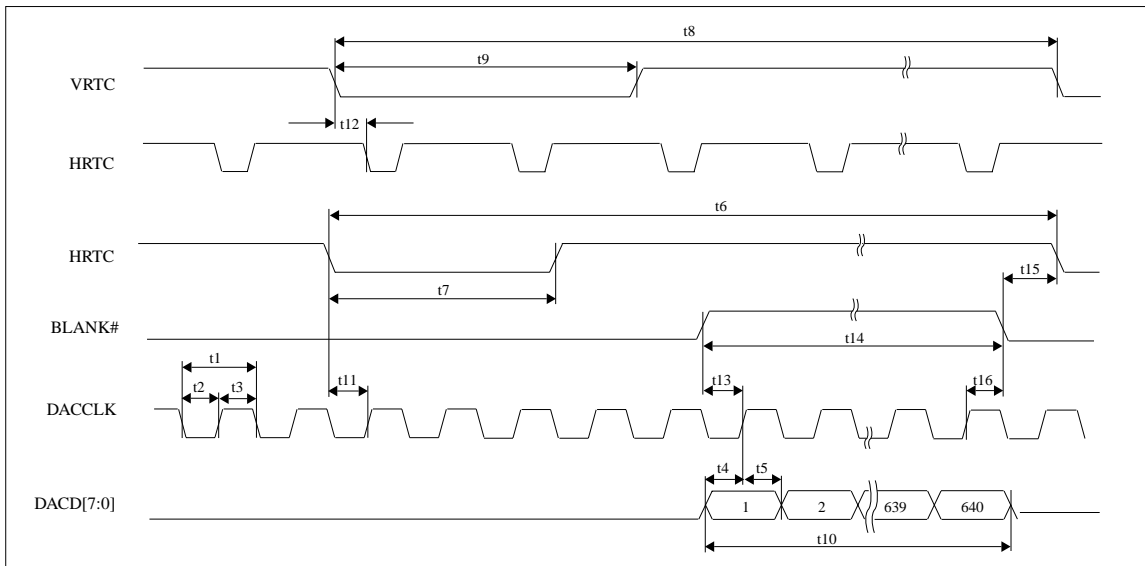 t8
t9
VRTC
t12
HRTC
t6
HRTC
t15
t7
BLANK#
t14
t1
t2 t3 t11 t13 t16
DACCLK
t4 t5
DACD[7:0]
1 2 639 640
t10